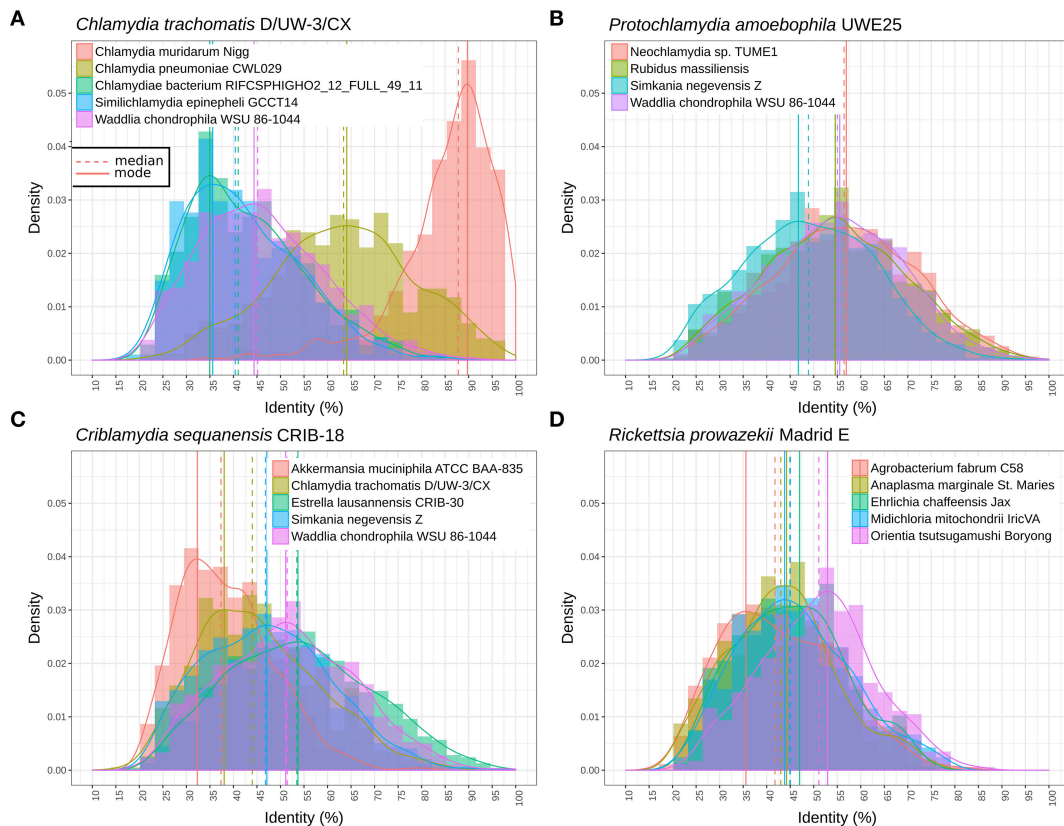 A
Chlamydia trachomatis D/UW-3/CX
Chlamydia muridarum Nigg
Chlamydia pneumoniae CWL029
Chlamydiae bacterium RIFCSPHIGHO2_12_FULL_49_11
Similichlamydia epinepheli GCCT14
Waddlia chondrophila WSU 86-1044
median
mode
Density
0.05
0.04
0.03
0.02
0.01
0.00
10 15 20 25 30 35 40 45 50 55 60 65 70 75 80 85 90 95 100
Identity (%)
B
Protochlamydia amoebophila UWE25
Neochlamydia sp. TUME1
Rubidus massiliensis
Simkania negevensis Z
Waddlia chondrophila WSU 86-1044
Density
0.05
0.04
0.03
0.02
0.01
0.00
10 15 20 25 30 35 40 45 50 55 60 65 70 75 80 85 90 95 100
Identity (%)
C
Criblamydia sequanensis CRIB-18
Akkermansia muciniphila ATCC BAA-835
Chlamydia trachomatis D/UW-3/CX
Estrella lausannensis CRIB-30
Simkania negevensis Z
Waddlia chondrophila WSU 86-1044
Density
0.05
0.04
0.03
0.02
0.01
0.00
10 15 20 25 30 35 40 45 50 55 60 65 70 75 80 85 90 95 100
Identity (%)
D
Rickettsia prowazekii Madrid E
Agrobacterium fabrum C58
Anaplasma marginale St. Maries
Ehrlichia chaffeensis Jax
Midichloria mitochondrii IricVA
Orientia tsutsugamushi Boryong
Density
0.05
0.04
0.03
0.02
0.01
0.00
10 15 20 25 30 35 40 45 50 55 60 65 70 75 80 85 90 95 100
Identity (%)